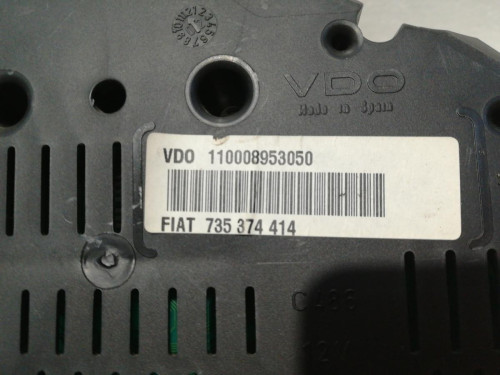 VDO
Made in Spain
VDO 110008953050
FIAT 735 374 414